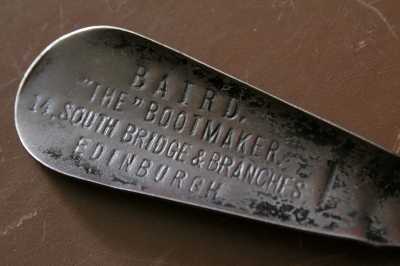 BAIRD,
"THE" BOOTMAKER,
14, SOUTH BRIDGE & BRANCHES
EDINBURGH.